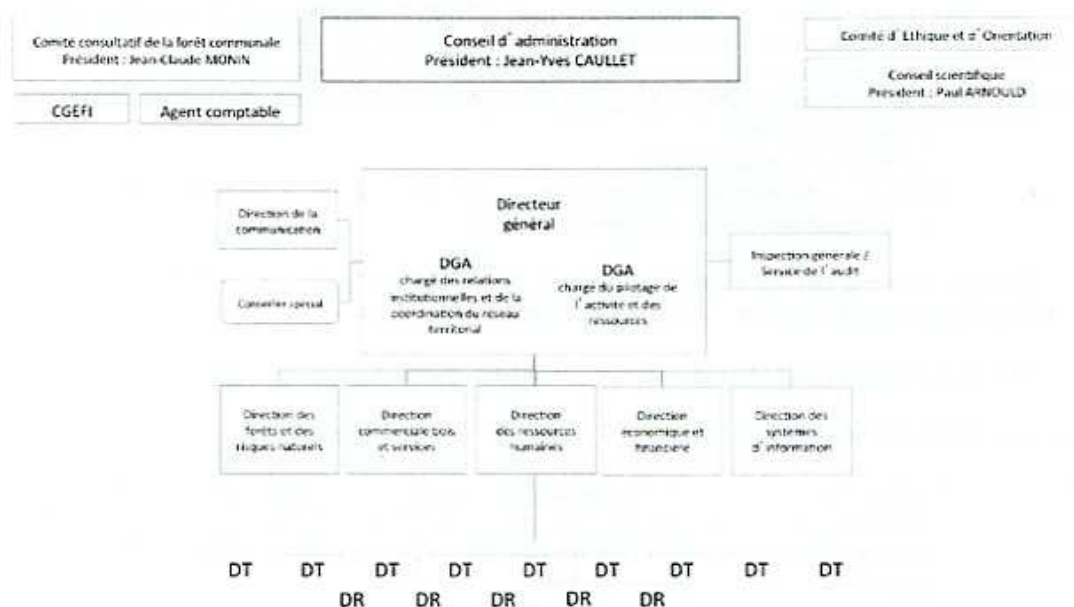 Comité consultatif de la forêt communale
Président : Jean-Claude MONIN
Conseil d' administration
Président : Jean-Yves CAULLET
Comité d' Ethique et d' Orientation
Conseil scientifique
Président : Paul ARNOULD
CGEFI
Agent comptable
Direction de la
communication
Conseiller spécial
Directeur
général
DGA
chargé des relations
institutionnelles et de la
coordination du réseau
territorial
DGA
chargé du pilotage de
l' activité et des
ressources
Inspection générale /
Service de l' audit
Direction des
forêts et des
risques naturels
Direction
commerciale bois
et services
Direction
des ressources
humaines
Direction
économique et
financière
Direction des
systèmes
d' information
DT DT DT DT DT DT DT DT DT
DR DR DR DR DR